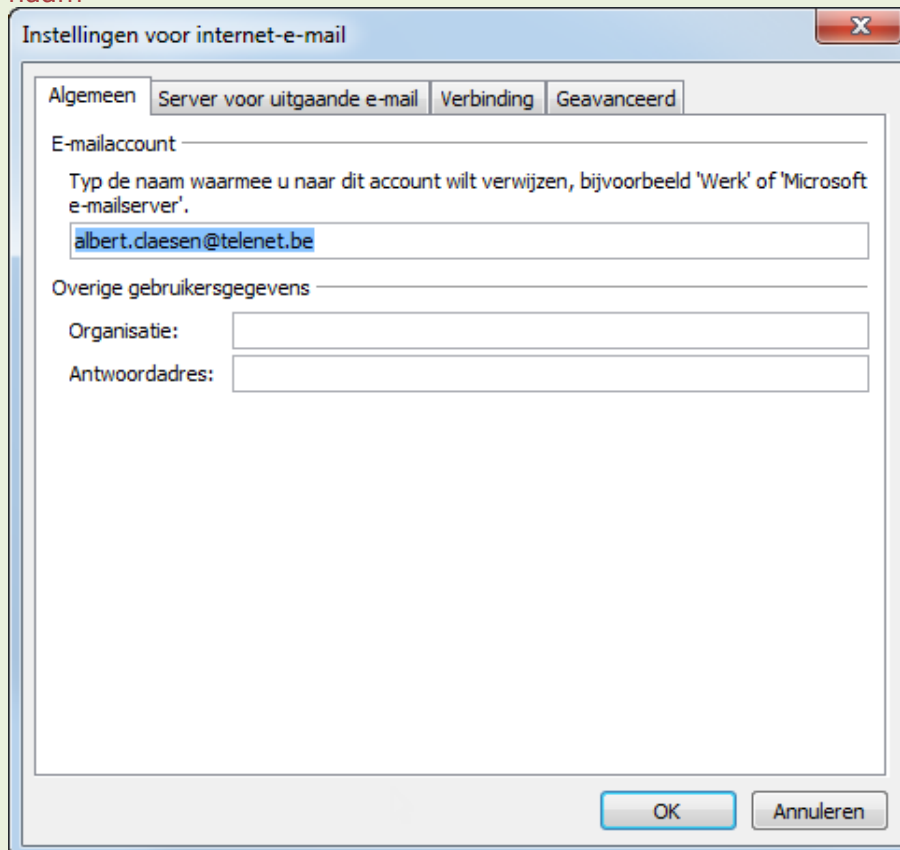 naam
Instellingen voor internet-e-mail
Algemeen Server voor uitgaande e-mail Verbinding Geavanceerd
E-mailaccount
Typ de naam waarmee u naar dit account wilt verwijzen, bijvoorbeeld 'Werk' of 'Microsoft
e-mailserver'.
albert.claesen@telenet.be
Overige gebruikersgegevens
Organisatie:
Antwoordadres:
OK Annuleren